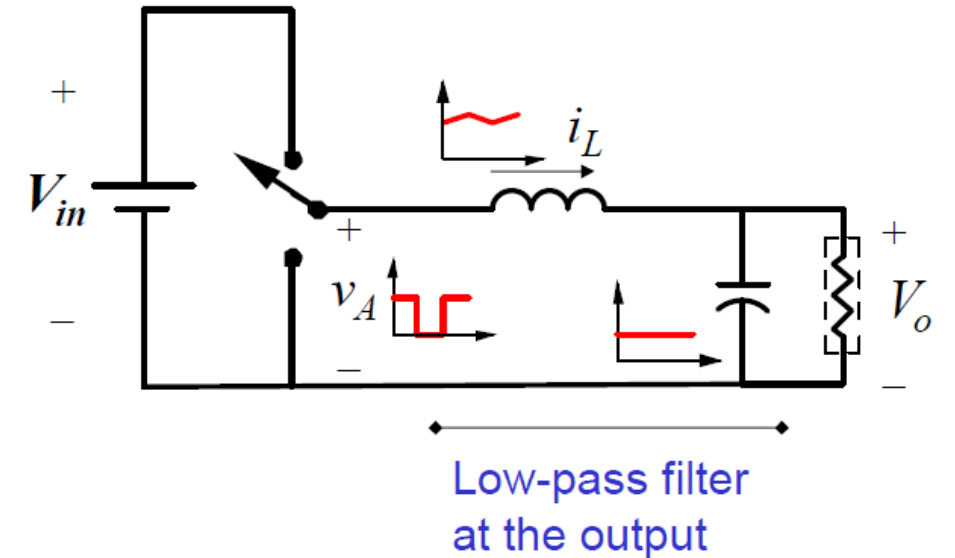 +
V_in
−
i_L
+
v_A
−
+
V_o
−
Low-pass filter
at the output